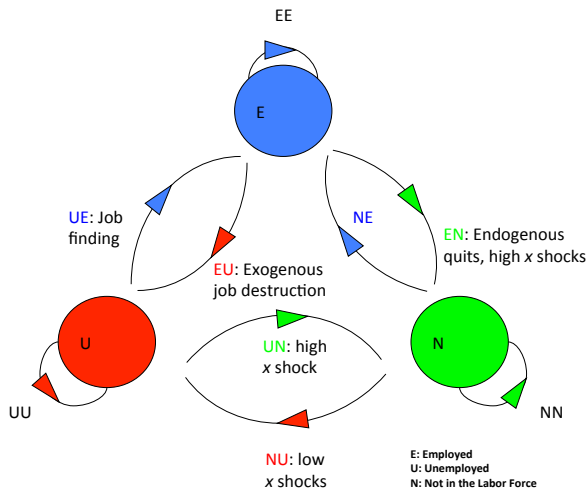 EE
E
UE: Job
finding
NE
EN: Endogenous
quits, high x shocks
EU: Exogenous
job destruction
U
UN: high
x shock
N
UU
NN
NU: low
x shocks
E: Employed
U: Unemployed
N: Not in the Labor Force